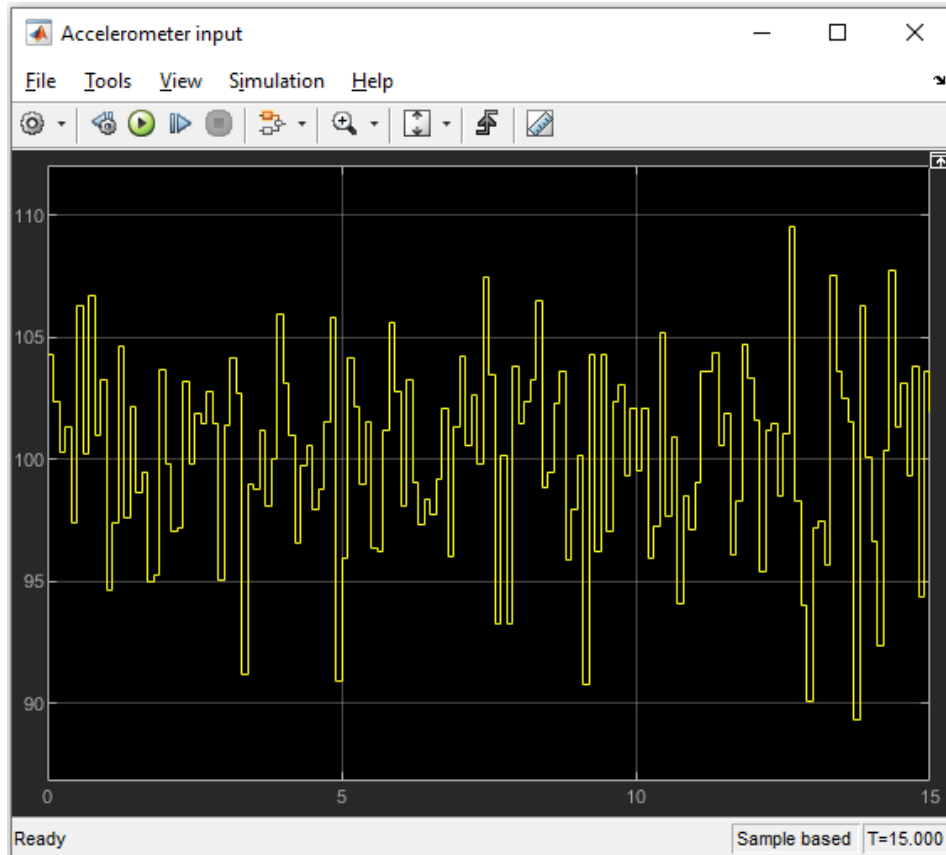 Accelerometer input
File Tools View Simulation Help
110
105
100
95
90
0 5 10 15
Ready Sample based T=15.000